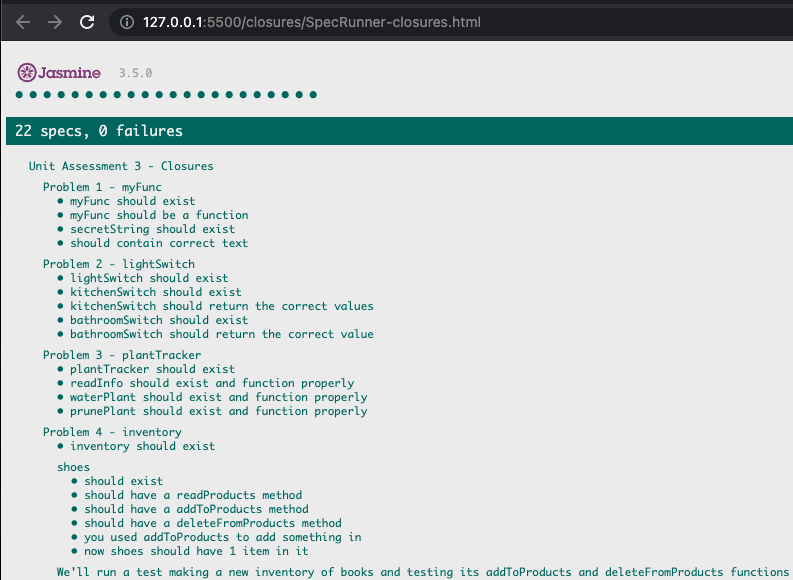 127.0.0.1:5500/closures/SpecRunner-closures.html
Jasmine 3.5.0
22 specs, 0 failures
Unit Assessment 3 - Closures
Problem 1 - myFunc
• myFunc should exist
• myFunc should be a function
• secretString should exist
• should contain correct text
Problem 2 - lightSwitch
• lightSwitch should exist
• kitchenSwitch should exist
• kitchenSwitch should return the correct values
• bathroomSwitch should exist
• bathroomSwitch should return the correct value
Problem 3 - plantTracker
• plantTracker should exist
• readInfo should exist and function properly
• waterPlant should exist and function properly
• prunePlant should exist and function properly
Problem 4 - inventory
• inventory should exist
shoes
• should exist
• should have a readProducts method
• should have a addToProducts method
• should have a deleteFromProducts method
• you used addToProducts to add something in
• now shoes should have 1 item in it
We'll run a test making a new inventory of books and testing its addToProducts and deleteFromProducts functions